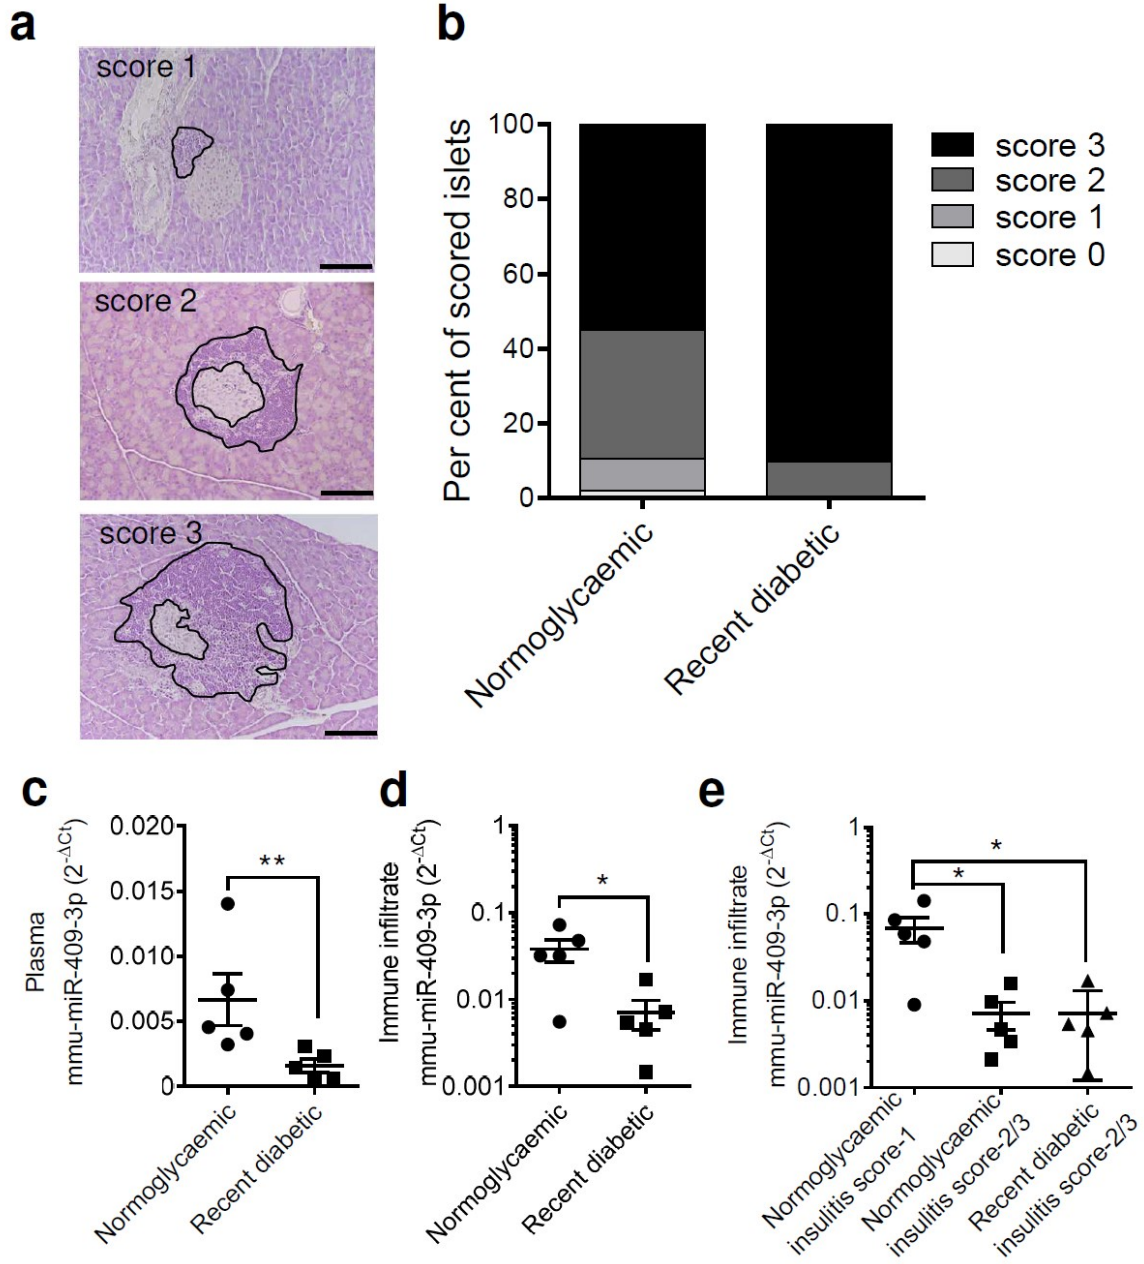 a
score 1
score 2
score 3
b
Per cent of scored islets
100
80
60
40
20
0
Normoglycaemic
Recent diabetic
score 3
score 2
score 1
score 0
c
Plasma
mmu-miR-409-3p (2-ΔCt)
0.020
0.015
0.010
0.005
0
**
Normoglycaemic
Recent diabetic
d
Immune infiltrate
mmu-miR-409-3p (2-ΔCt)
1
0.1
0.01
0.001
*
Normoglycaemic
Recent diabetic
e
Immune infiltrate
mmu-miR-409-3p (2-ΔCt)
1
0.1
0.01
0.001
*
*
Normoglycaemic
insulitis score-1
Normoglycaemic
insulitis score-2/3
Recent diabetic
insulitis score-2/3